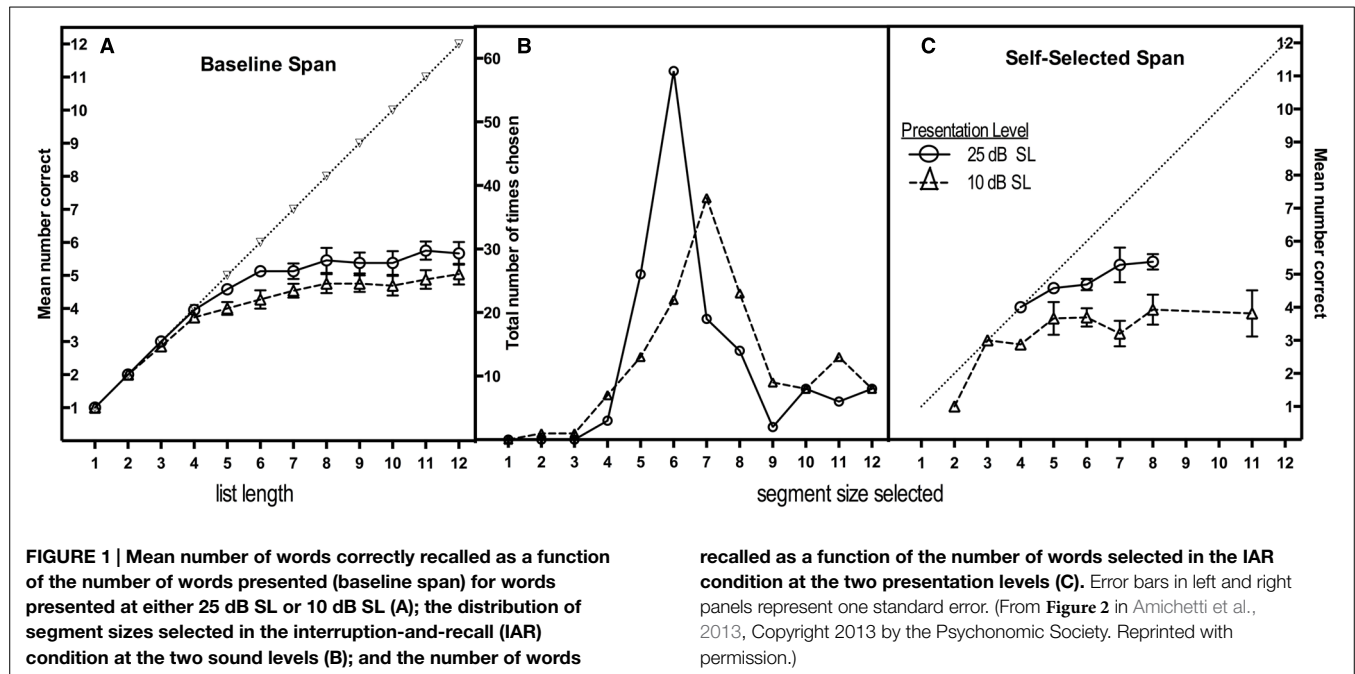 A
Baseline Span
12
11
10
9
8
7
6
5
4
3
2
1
Mean number correct
1 2 3 4 5 6 7 8 9 10 11 12
list length
B
60
50
40
30
20
10
Total number of times chosen
1 2 3 4 5 6 7 8 9 10 11 12
segment size selected
C
Self-Selected Span
Presentation Level
25 dB SL
10 dB SL
12
11
10
9
8
7
6
5
4
3
2
1
Mean number correct
1 2 3 4 5 6 7 8 9 10 11 12
FIGURE 1 | Mean number of words correctly recalled as a function
of the number of words presented (baseline span) for words
presented at either 25 dB SL or 10 dB SL (A); the distribution of
segment sizes selected in the interruption-and-recall (IAR)
condition at the two sound levels (B); and the number of words
recalled as a function of the number of words selected in the IAR
condition at the two presentation levels (C). Error bars in left and right
panels represent one standard error. (From Figure 2 in Amichetti et al.,
2013, Copyright 2013 by the Psychonomic Society. Reprinted with
permission.)